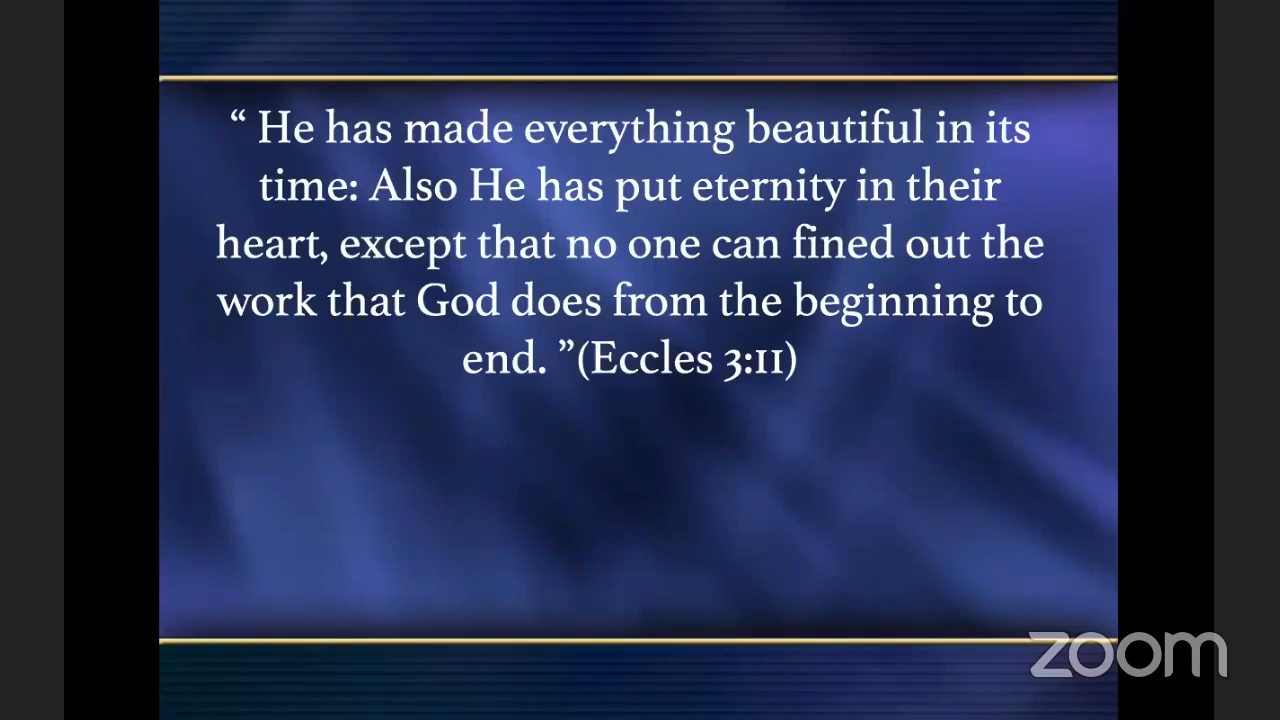 “ He has made everything beautiful in its
time: Also He has put eternity in their
heart, except that no one can fined out the
work that God does from the beginning to
end. ”(Eccles 3:11)
zoom